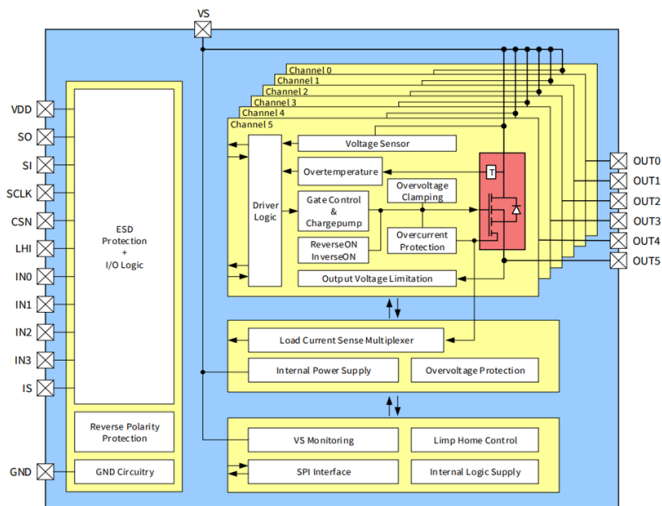 VS
Channel 0
Channel 1
Channel 2
Channel 3
Channel 4
Channel 5
VDD
SO
SI
SCLK
CSN
LHI
IN0
IN1
IN2
IN3
IS
GND
ESD
Protection
+
I/O Logic
Reverse Polarity
Protection
GND Circuitry
Driver
Logic
Voltage Sensor
Overtemperature
T
Gate Control
&
Chargepump
Overvoltage
Clamping
ReverseON
InverseON
Overcurrent
Protection
Output Voltage Limitation
OUT0
OUT1
OUT2
OUT3
OUT4
OUT5
Load Current Sense Multiplexer
Internal Power Supply
Overvoltage Protection
VS Monitoring
Limp Home Control
SPI Interface
Internal Logic Supply